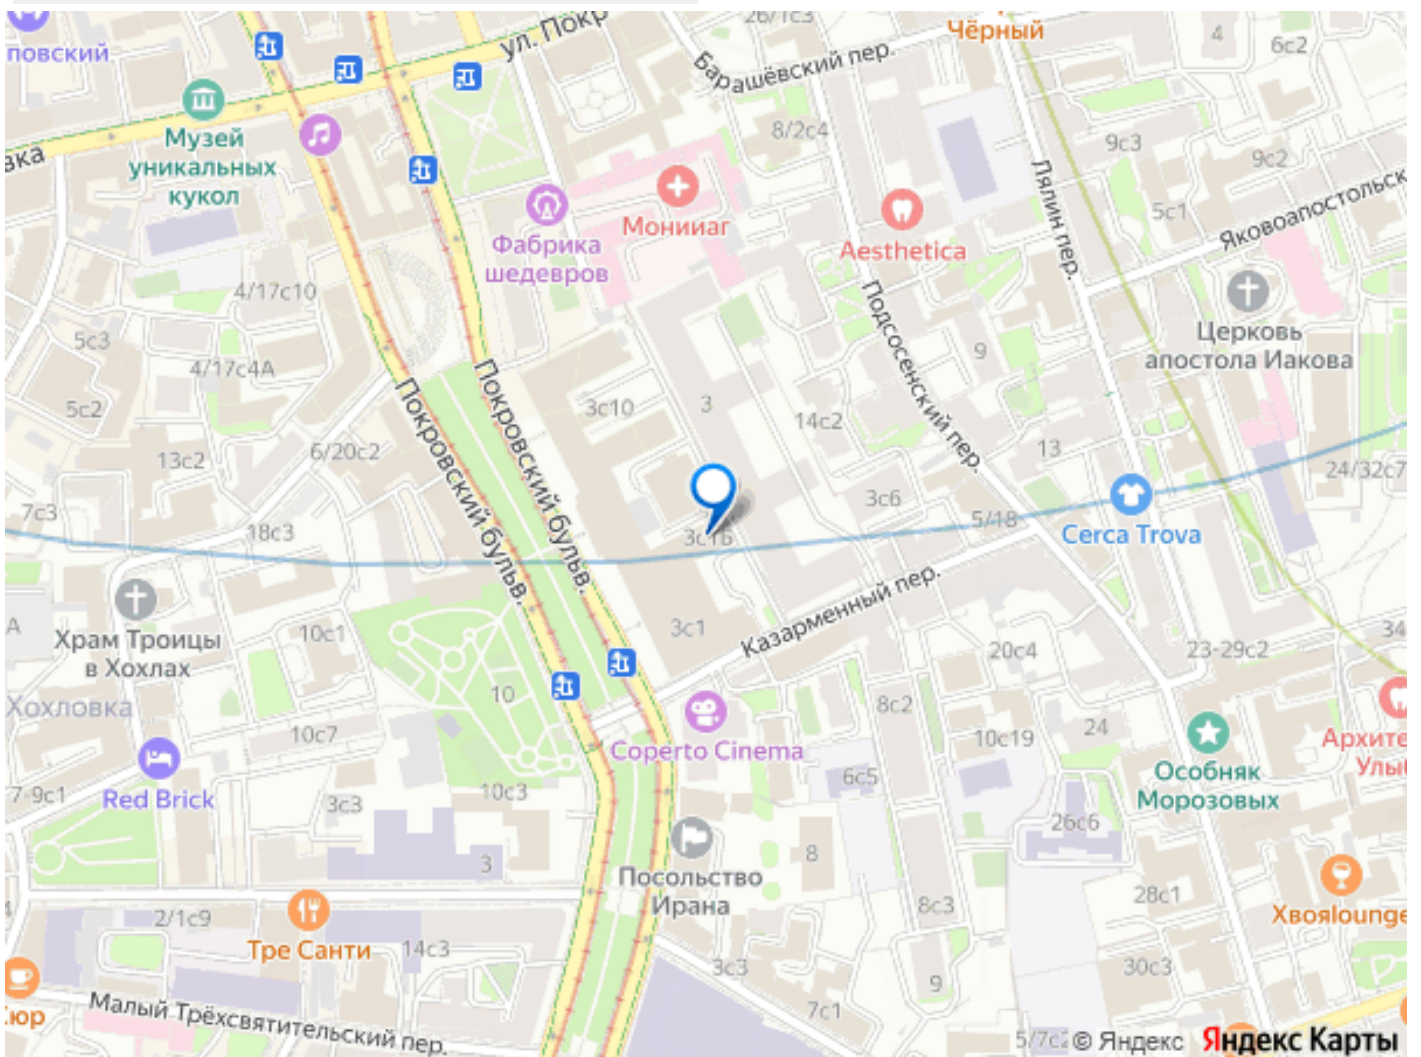 26/1с3
Чёрный
4
6с2
повский
ул. Покр
Барашёвский пер.
Музей
уникальных
кукол
8/2с4
9с3
9с2
вка
Лялин пер.
5с1
Яковоапостольск
Мониииаг
Aesthetica
Фабрика
шедевров
4/17с10
Подсосенский пер.
Церковь
апостола Иакова
5с3
4/17с4А
9
5с2
Покровский бульв.
Покровский бульв.
3с10
3
14с2
13
6/20с2
13с2
24/32с7
7с3
18с3
3с6
5/18
Cerca Trova
Казарменный пер.
А
Храм Троицы
в Хохлах
10с1
3с1
20с4
23-29с2
34
Хохловка
10
8с2
24
10с7
Coperto Cinema
10с19
Архите
Улыб
Особняк
Морозовых
7-9с1
Red Brick
3с3
10с3
6с5
26с6
3
8
Посольство
Ирана
28с1
Хвояlounge
2/1с9
8с3
Тре Санти
14с3
3с3
30с3
9
7с1
Малый Трёхсвятительский пер.
5/7с2
© Яндекс
Яндекс Карты